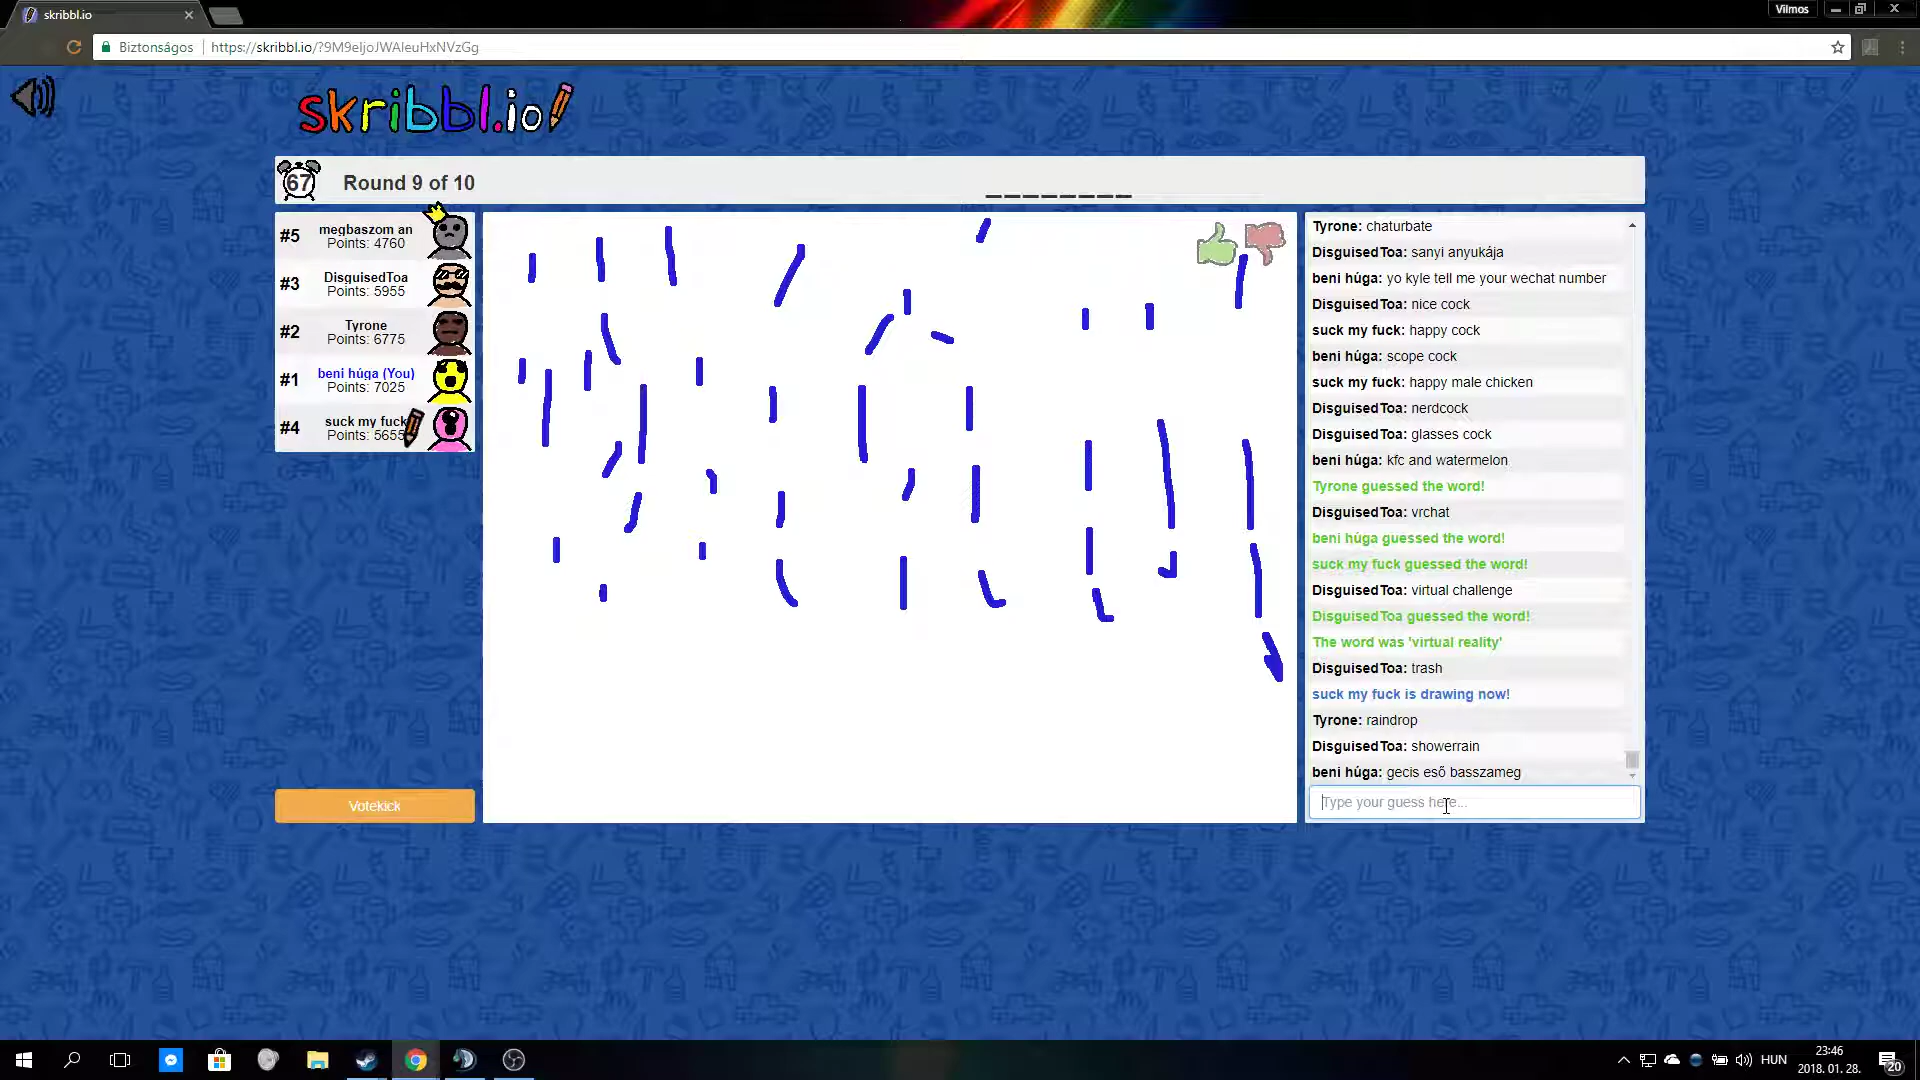 skribbl.io
Vilmos
Biztonságos
https://skribbl.io/?9M9eljoJWAleuHxNVzGg
skribbl.io
67
Round 9 of 10
________
#5
megbaszom an
Points: 4760
#3
DisguisedToa
Points: 5955
#2
Tyrone
Points: 6775
#1
beni húga (You)
Points: 7025
#4
suck my fuck
Points: 5655
Votekick
Tyrone: chaturbate
DisguisedToa: sanyi anyukája
beni húga: yo kyle tell me your wechat number
DisguisedToa: nice cock
suck my fuck: happy cock
beni húga: scope cock
suck my fuck: happy male chicken
DisguisedToa: nerdcock
DisguisedToa: glasses cock
beni húga: kfc and watermelon
Tyrone guessed the word!
DisguisedToa: vrchat
beni húga guessed the word!
suck my fuck guessed the word!
DisguisedToa: virtual challenge
DisguisedToa guessed the word!
The word was 'virtual reality'
DisguisedToa: trash
suck my fuck is drawing now!
Tyrone: raindrop
DisguisedToa: showerrain
beni húga: gecis eső basszameg
Type your guess here...
HUN
23:46
2018. 01. 28.
20